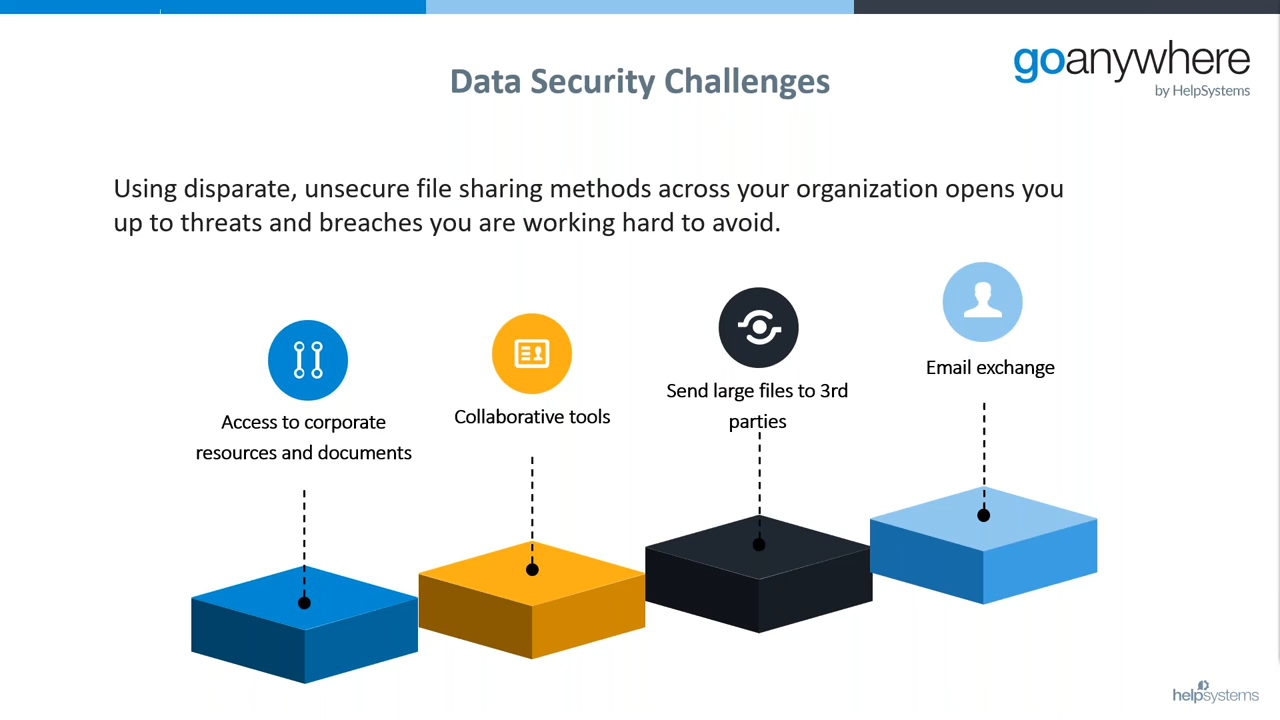 goanywhere
by HelpSystems
Data Security Challenges
Using disparate, unsecure file sharing methods across your organization opens you
up to threats and breaches you are working hard to avoid.
Access to corporate
resources and documents
Collaborative tools
Send large files to 3rd
parties
Email exchange
helpsystems